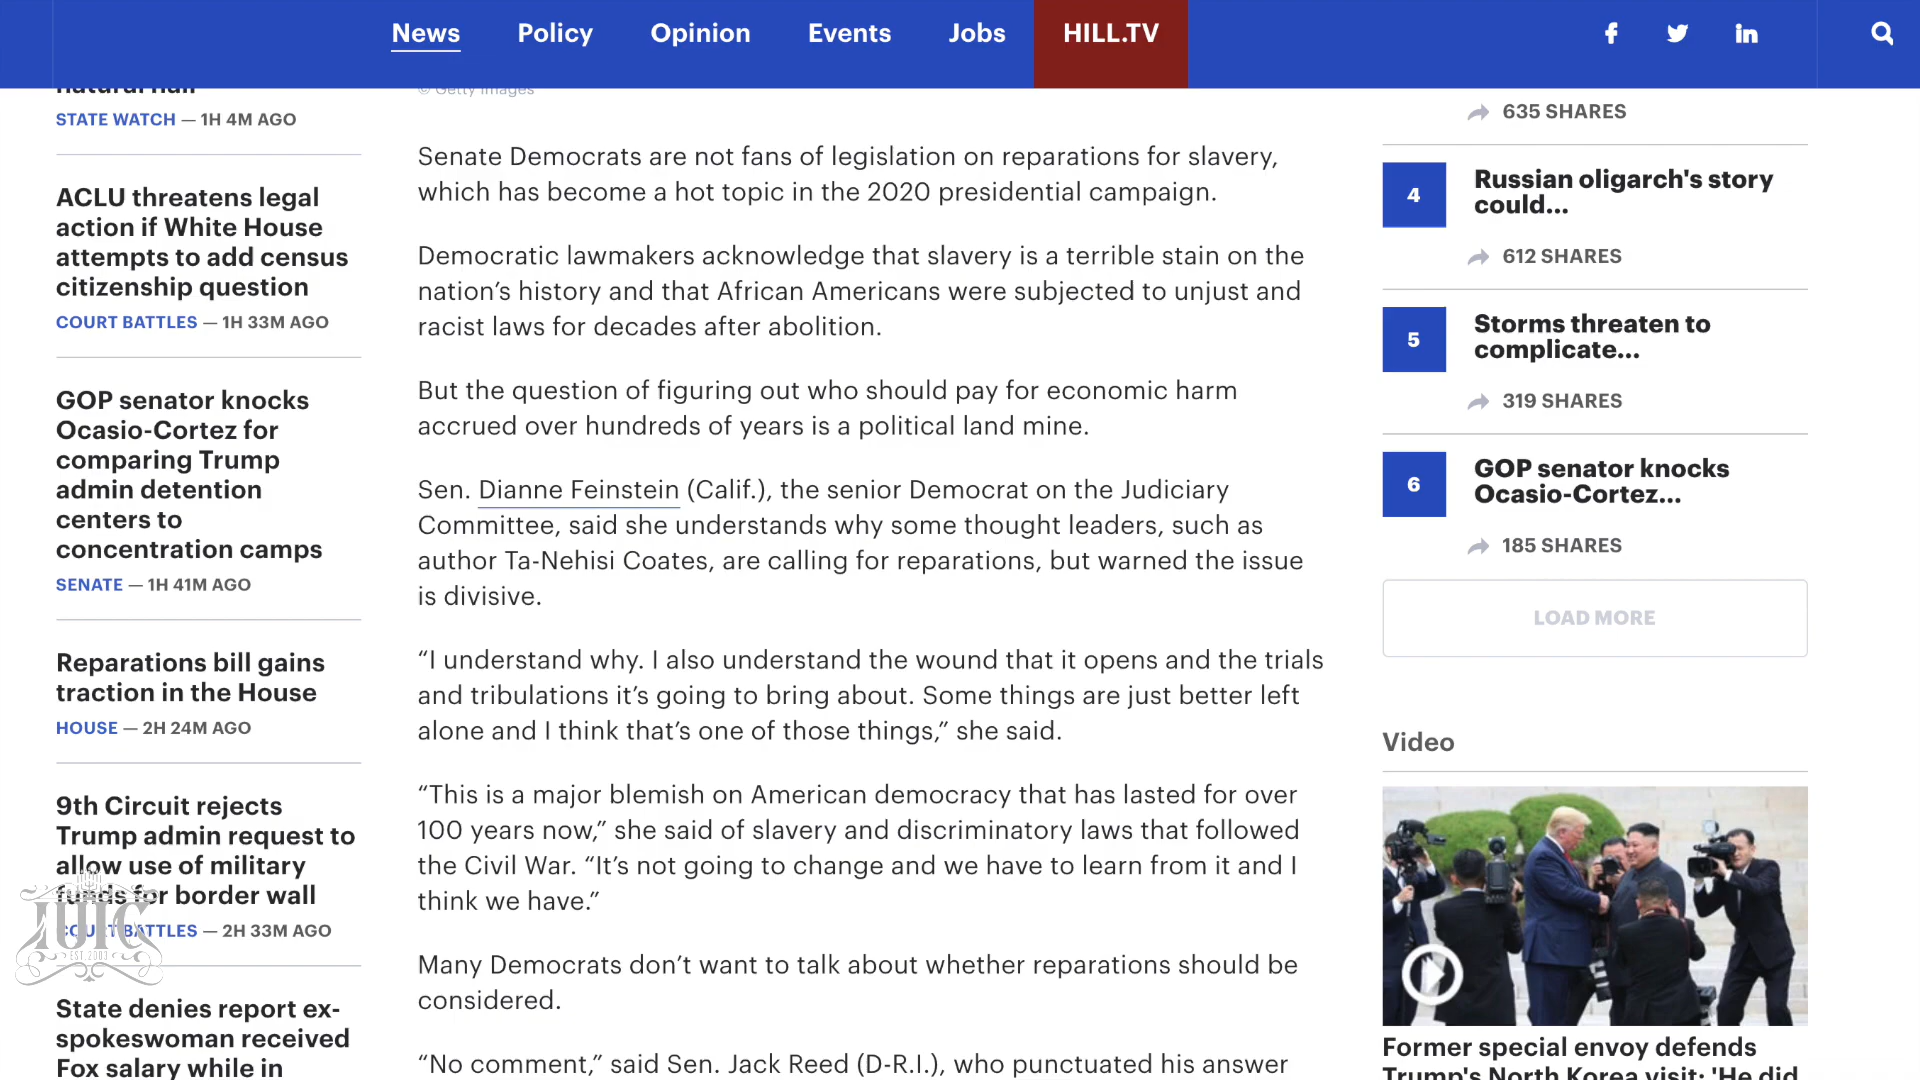 News
Policy
Opinion
Events
Jobs
HILL.TV
natural hair
STATE WATCH — 1H 4M AGO
ACLU threatens legal
action if White House
attempts to add census
citizenship question
COURT BATTLES — 1H 33M AGO
GOP senator knocks
Ocasio-Cortez for
comparing Trump
admin detention
centers to
concentration camps
SENATE — 1H 41M AGO
Reparations bill gains
traction in the House
HOUSE — 2H 24M AGO
9th Circuit rejects
Trump admin request to
allow use of military
funds for border wall
COURT BATTLES — 2H 33M AGO
IUIC
EST.2003
State denies report ex-
spokeswoman received
Fox salary while in
© Getty Images
Senate Democrats are not fans of legislation on reparations for slavery,
which has become a hot topic in the 2020 presidential campaign.
Democratic lawmakers acknowledge that slavery is a terrible stain on the
nation’s history and that African Americans were subjected to unjust and
racist laws for decades after abolition.
But the question of figuring out who should pay for economic harm
accrued over hundreds of years is a political land mine.
Sen. Dianne Feinstein (Calif.), the senior Democrat on the Judiciary
Committee, said she understands why some thought leaders, such as
author Ta-Nehisi Coates, are calling for reparations, but warned the issue
is divisive.
“I understand why. I also understand the wound that it opens and the trials
and tribulations it’s going to bring about. Some things are just better left
alone and I think that’s one of those things,” she said.
“This is a major blemish on American democracy that has lasted for over
100 years now,” she said of slavery and discriminatory laws that followed
the Civil War. “It’s not going to change and we have to learn from it and I
think we have.”
Many Democrats don’t want to talk about whether reparations should be
considered.
“No comment,” said Sen. Jack Reed (D-R.I.), who punctuated his answer
635 SHARES
4
Russian oligarch's story
could...
612 SHARES
5
Storms threaten to
complicate...
319 SHARES
6
GOP senator knocks
Ocasio-Cortez...
185 SHARES
LOAD MORE
Video
Former special envoy defends
Trump's North Korea visit: 'He did